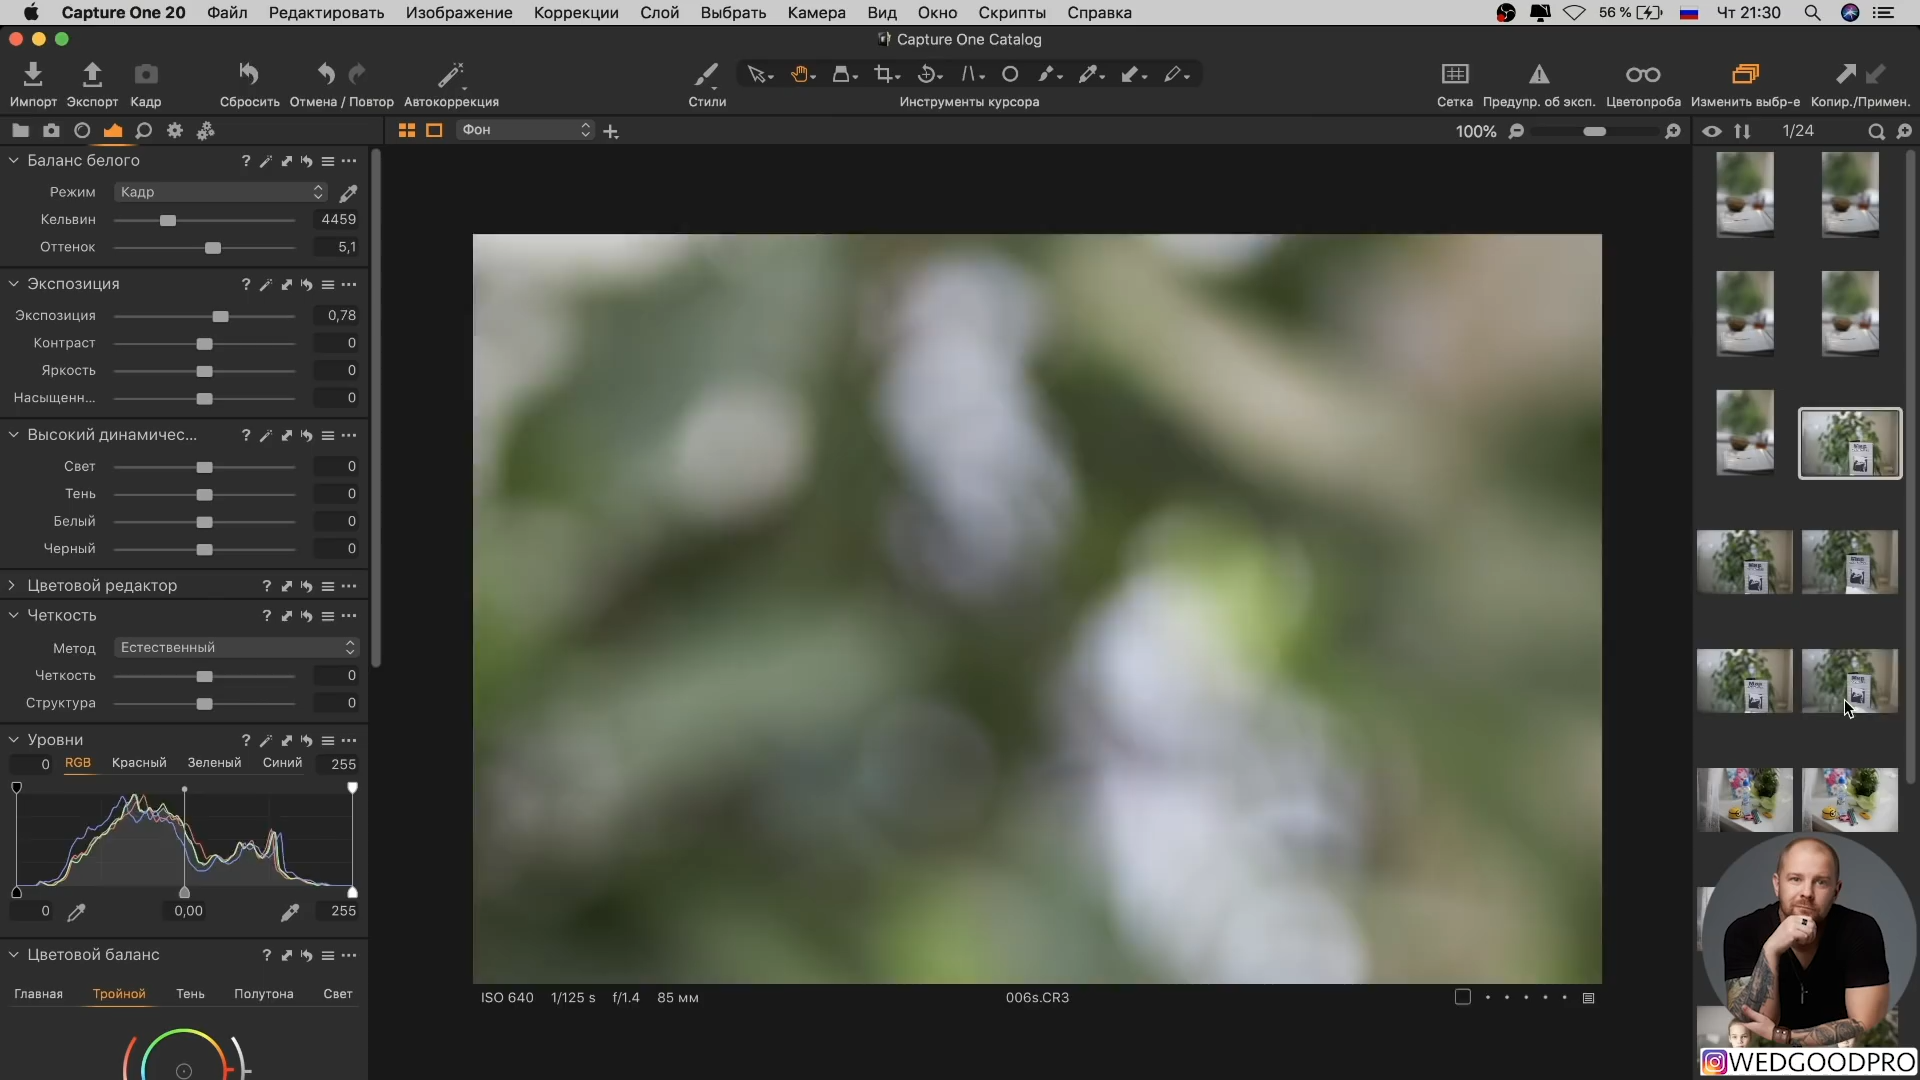 Capture One 20 Файл Редактировать Изображение Коррекции Слой Выбрать Камера Вид Окно Скрипты Справка 56 % Чт 21:30
Capture One Catalog
Импорт Экспорт Кадр Сбросить Отмена / Повтор Автокоррекция Стили Инструменты курсора Сетка Предупр. об эксп. Цветопроба Изменить выбр-е Копир./Примен.
Фон 100% 1/24
Баланс белого ?
Режим Кадр
Кельвин 4459
Оттенок 5,1
Экспозиция ?
Экспозиция 0,78
Контраст 0
Яркость 0
Насыщенн... 0
Высокий динамичес... ?
Свет 0
Тень 0
Белый 0
Черный 0
Цветовой редактор ?
Четкость ?
Метод Естественный
Четкость 0
Структура 0
Уровни ?
0 RGB Красный Зеленый Синий 255
0 0,00 255
Цветовой баланс ?
Главная Тройной Тень Полутона Свет
ISO 640 1/125 s f/1.4 85 мм 006s.CR3
WEDGOODPRO